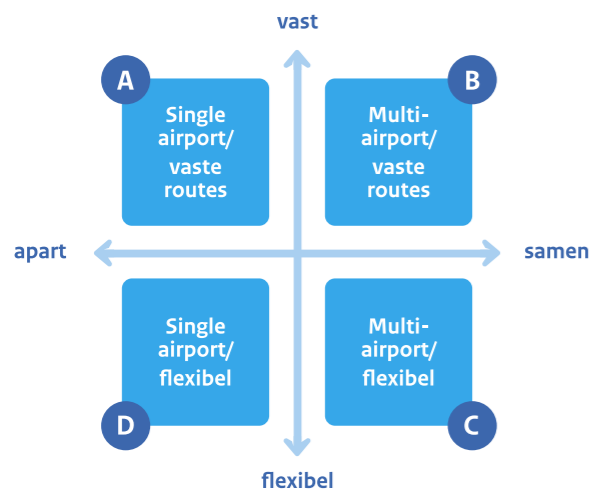 vast
A
B
Single
airport/
vaste
routes
Multi-
airport/
vaste
routes
apart
samen
Single
airport/
flexibel
Multi-
airport/
flexibel
D
C
flexibel